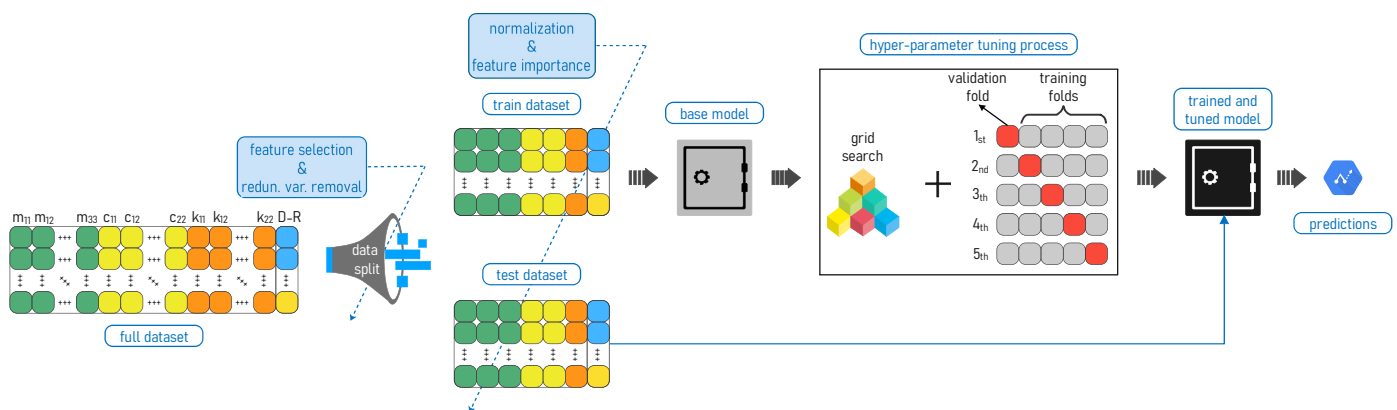 feature selection
&
redun. var. removal
m11 m12 +++ m33 c11 c12 +++ c22 k11 k12 +++ k22 D-R
full dataset
data
split
normalization
&
feature importance
train dataset
test dataset
base model
hyper-parameter tuning process
grid
search
+
validation
fold
training
folds
1st
2nd
3th
4th
5th
trained and
tuned model
predictions